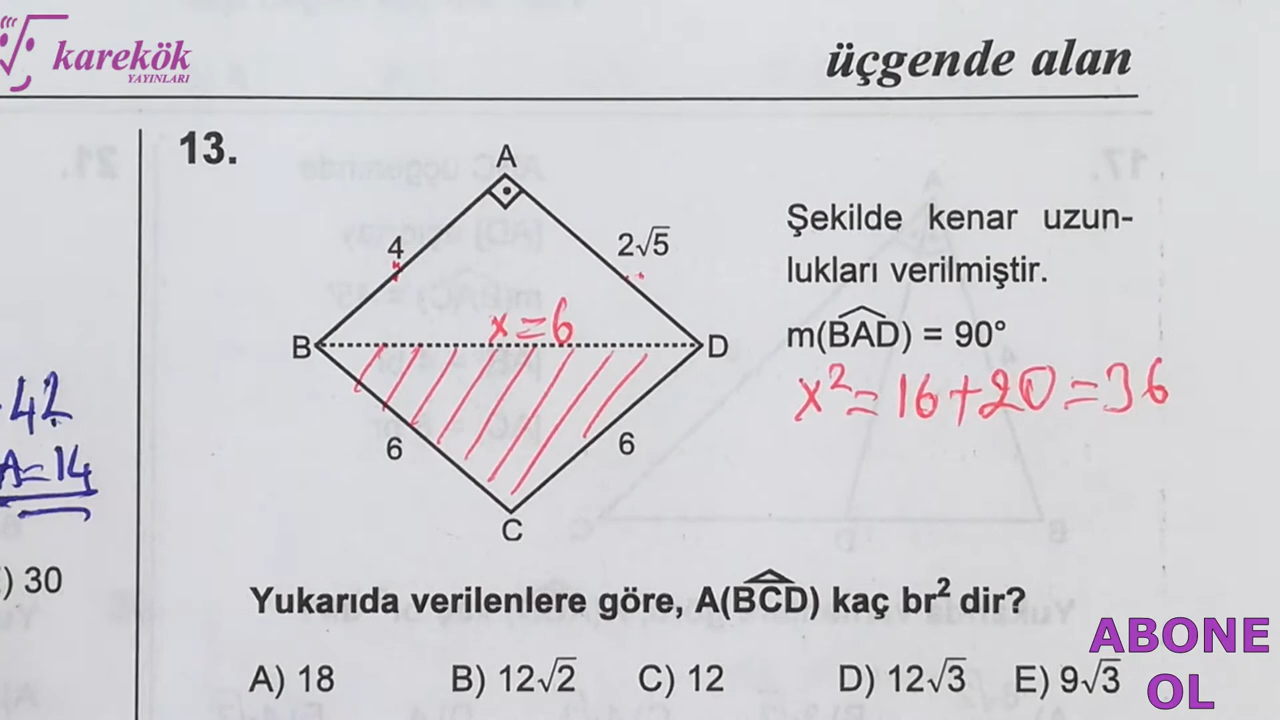 karekök
YAYINLARI
üçgende alan
13.
A
4
2√5
x=6
B
D
6
6
C
Şekilde kenar uzun-
lukları verilmiştir.
m(BAD) = 90°
x²= 16+20=36
42
A=14
) 30
Yukarıda verilenlere göre, A(BCD) kaç br² dir?
A) 18 B) 12√2 C) 12 D) 12√3 E) 9√3
ABONE
OL